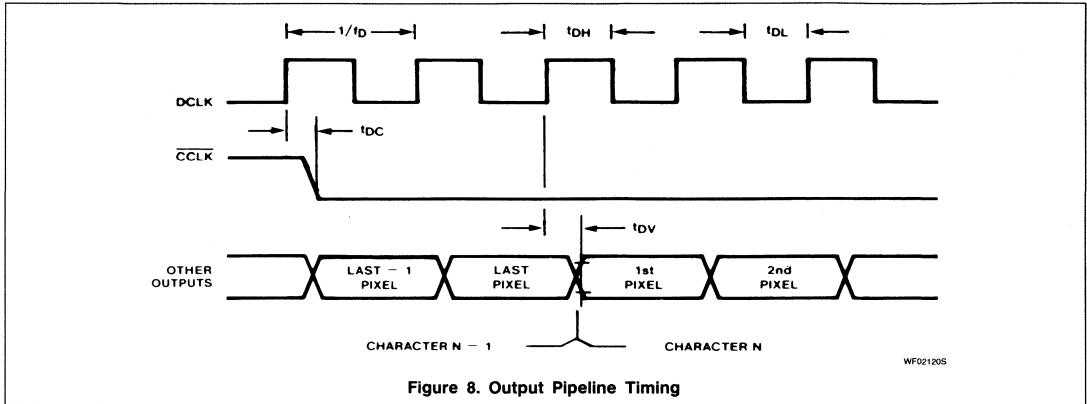 1/fD
tDH
tDL
DCLK
tDC
CCLK
tDV
OTHER
OUTPUTS
LAST − 1
PIXEL
LAST
PIXEL
1st
PIXEL
2nd
PIXEL
CHARACTER N − 1
CHARACTER N
WF02120S
Figure 8. Output Pipeline Timing